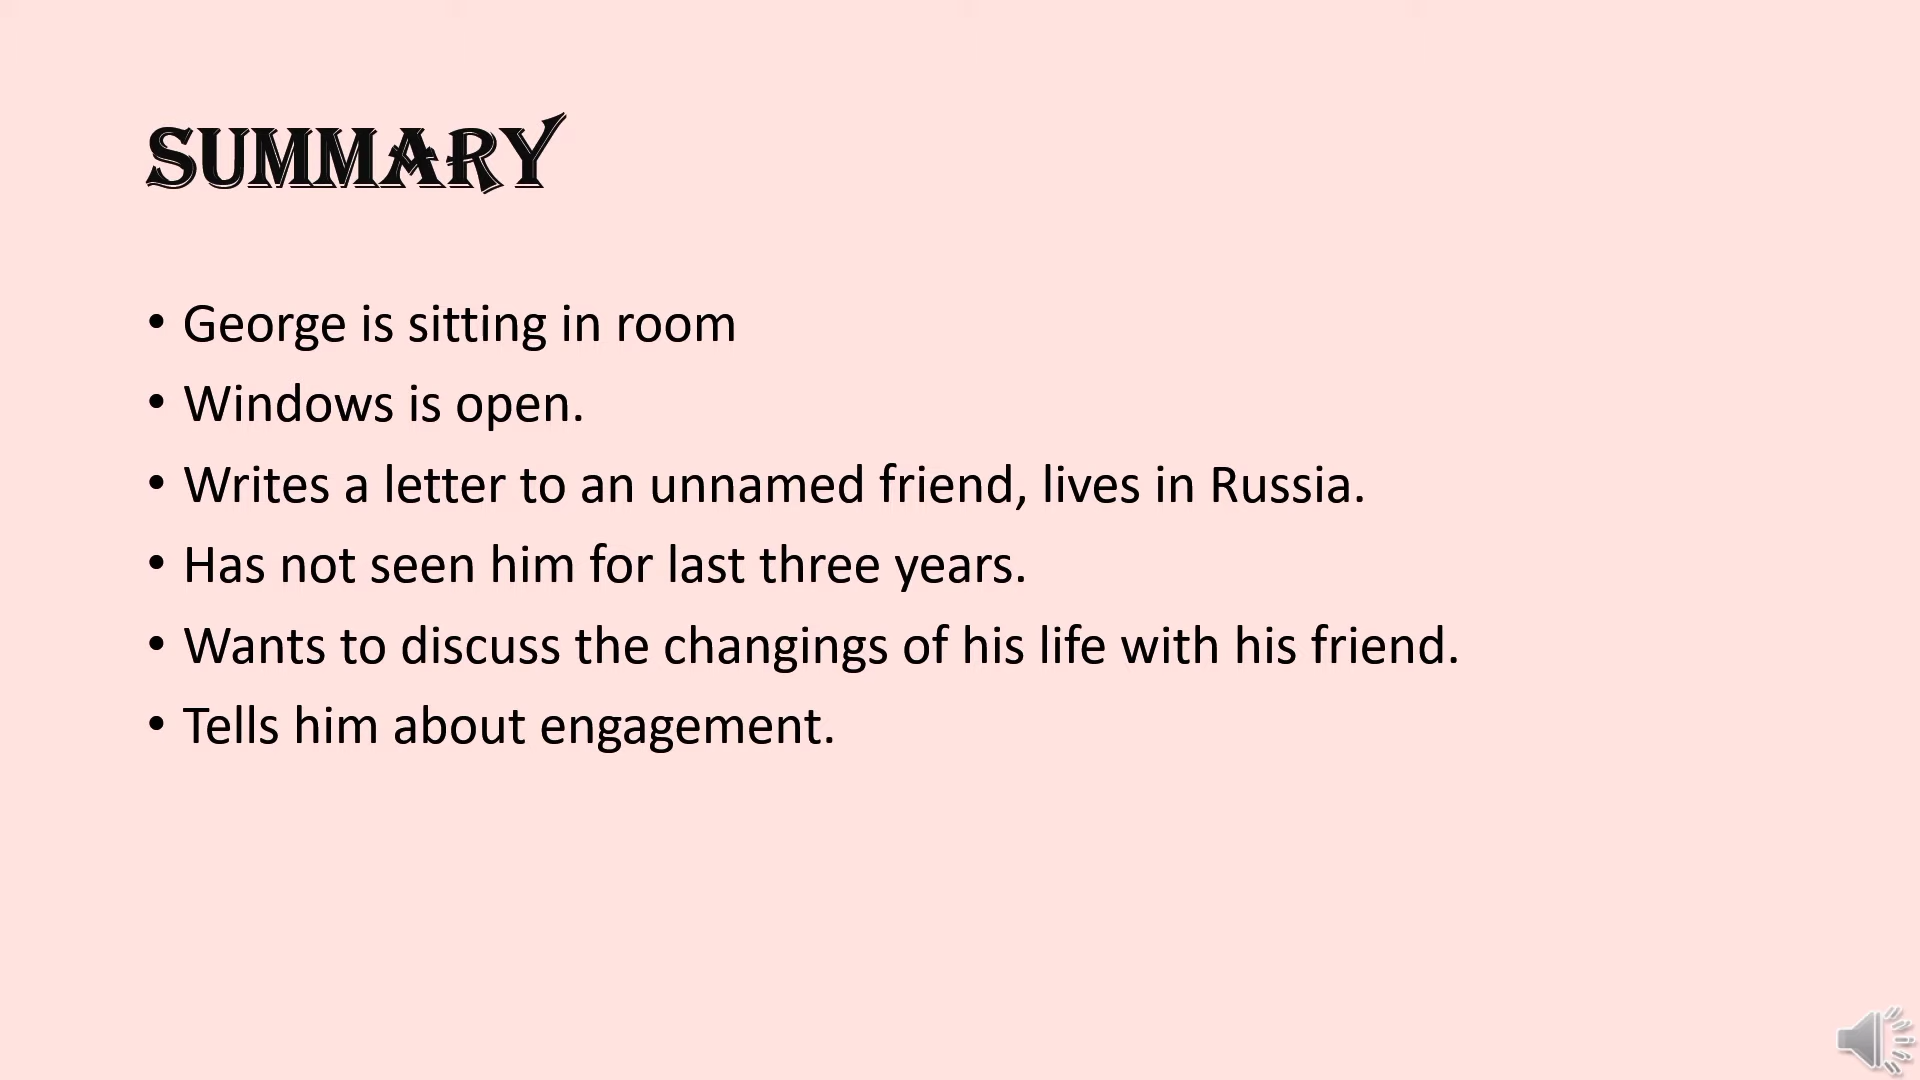 SUMMARY
• George is sitting in room
• Windows is open.
• Writes a letter to an unnamed friend, lives in Russia.
• Has not seen him for last three years.
• Wants to discuss the changings of his life with his friend.
• Tells him about engagement.